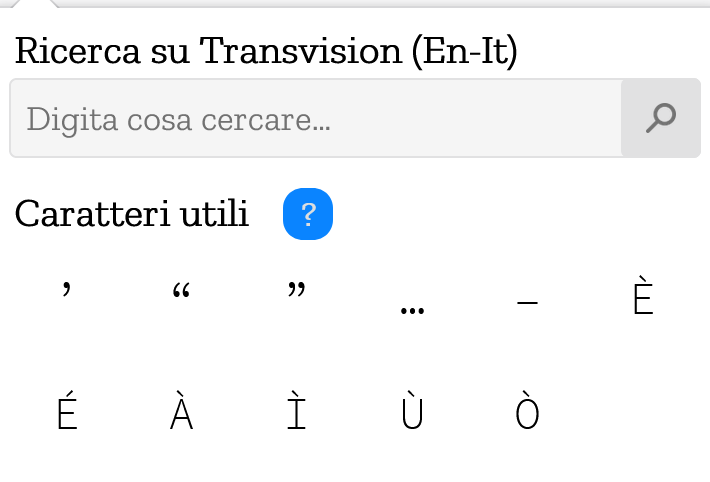 Ricerca su Transvision (En-It)
Digita cosa cercare...
Caratteri utili ?
’ “ ” … – È
É À Ì Ù Ò